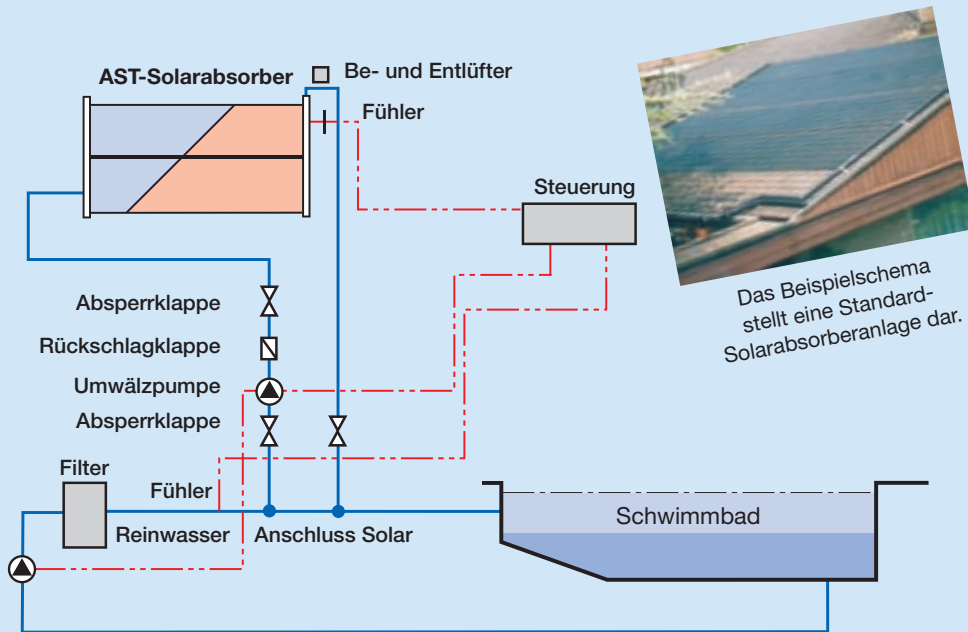 AST-Solarabsorber
Be- und Entlüfter
Fühler
Steuerung
Das Beispielschema
stellt eine Standard-
Solarabsorberanlage dar.
Absperrklappe
Rückschlagklappe
Umwälzpumpe
Absperrklappe
Filter
Fühler
Reinwasser
Anschluss Solar
Schwimmbad